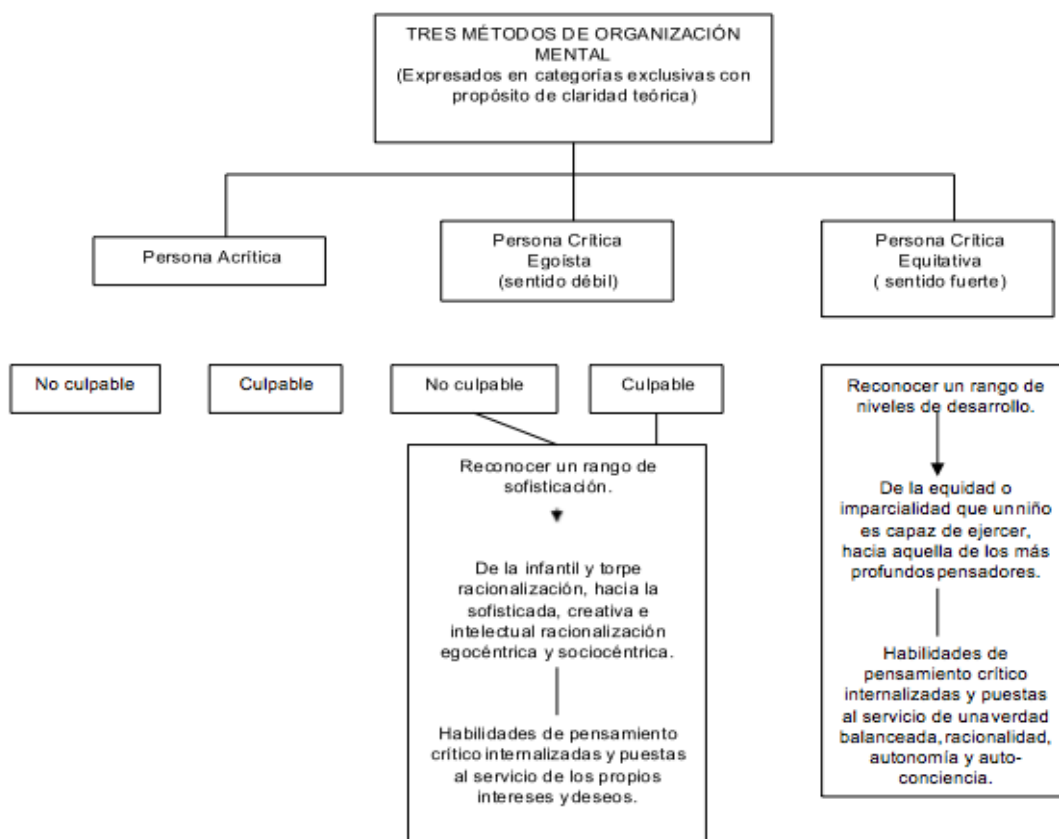 TRES MÉTODOS DE ORGANIZACIÓN
MENTAL
(Expresados en categorías exclusivas con
propósito de claridad teórica)
Persona Acrítica
Persona Crítica
Egoísta
(sentido débil)
Persona Crítica
Equitativa
( sentido fuerte)
No culpable
Culpable
No culpable
Culpable
Reconocer un rango de
sofisticación.
De la infantil y torpe
racionalización, hacia la
sofisticada, creativa e
intelectual racionalización
egocéntrica y sociocéntrica.
Habilidades de pensamiento
crítico internalizadas y puestas
al servicio de los propios
intereses y deseos.
Reconocer un rango de
niveles de desarrollo.
De la equidad o
imparcialidad que un niño
es capaz de ejercer,
hacia aquella de los más
profundos pensadores.
Habilidades de
pensamiento crítico
internalizadas y puestas
al servicio de una verdad
balanceada, racionalidad,
autonomía y auto-
conciencia.